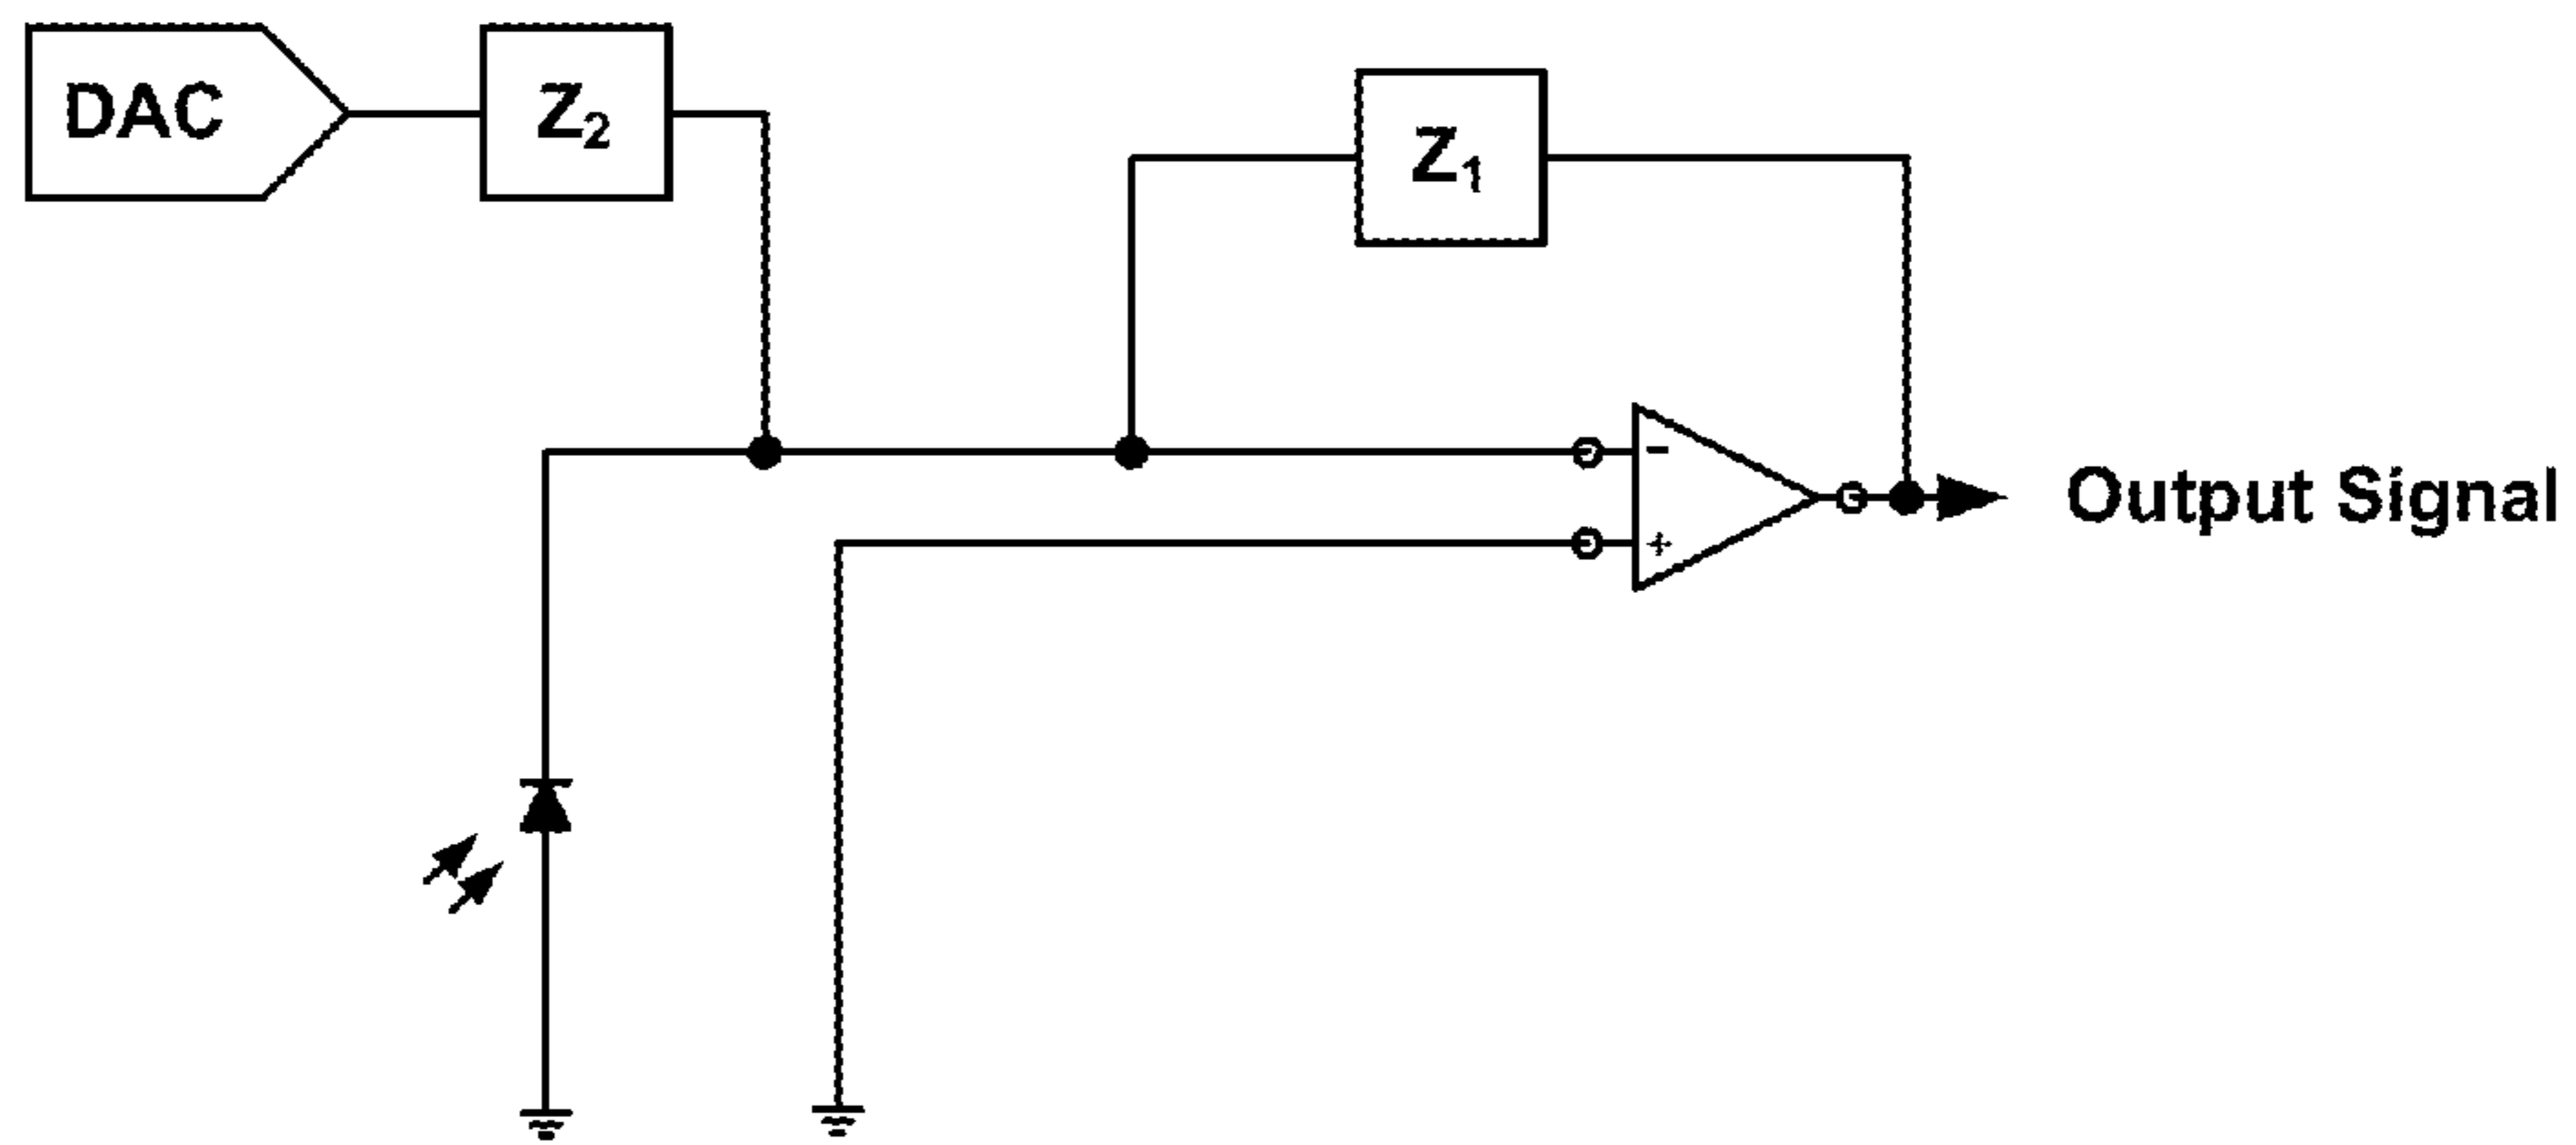 DAC
Z₂
Z₁
-
+
Output Signal